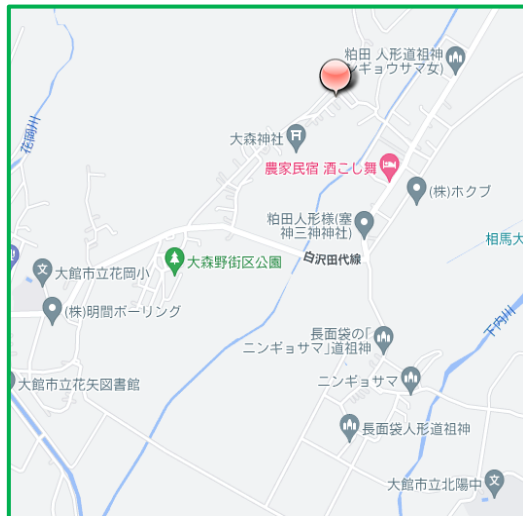 粕田 人形道祖神
ンギョウサマ女)
花岡川
大森神社
農家民宿 酒こし舞
(株)ホクブ
粕田人形様(塞
神三神神社)
相馬大
白沢田代線
大森野街区公園
大館市立花岡小
(株)明間ボーリング
下内川
長面袋の「
ニンギョサマ」道祖神
ニンギョサマ
大館市立花矢図書館
長面袋人形道祖神
大館市立北陽中